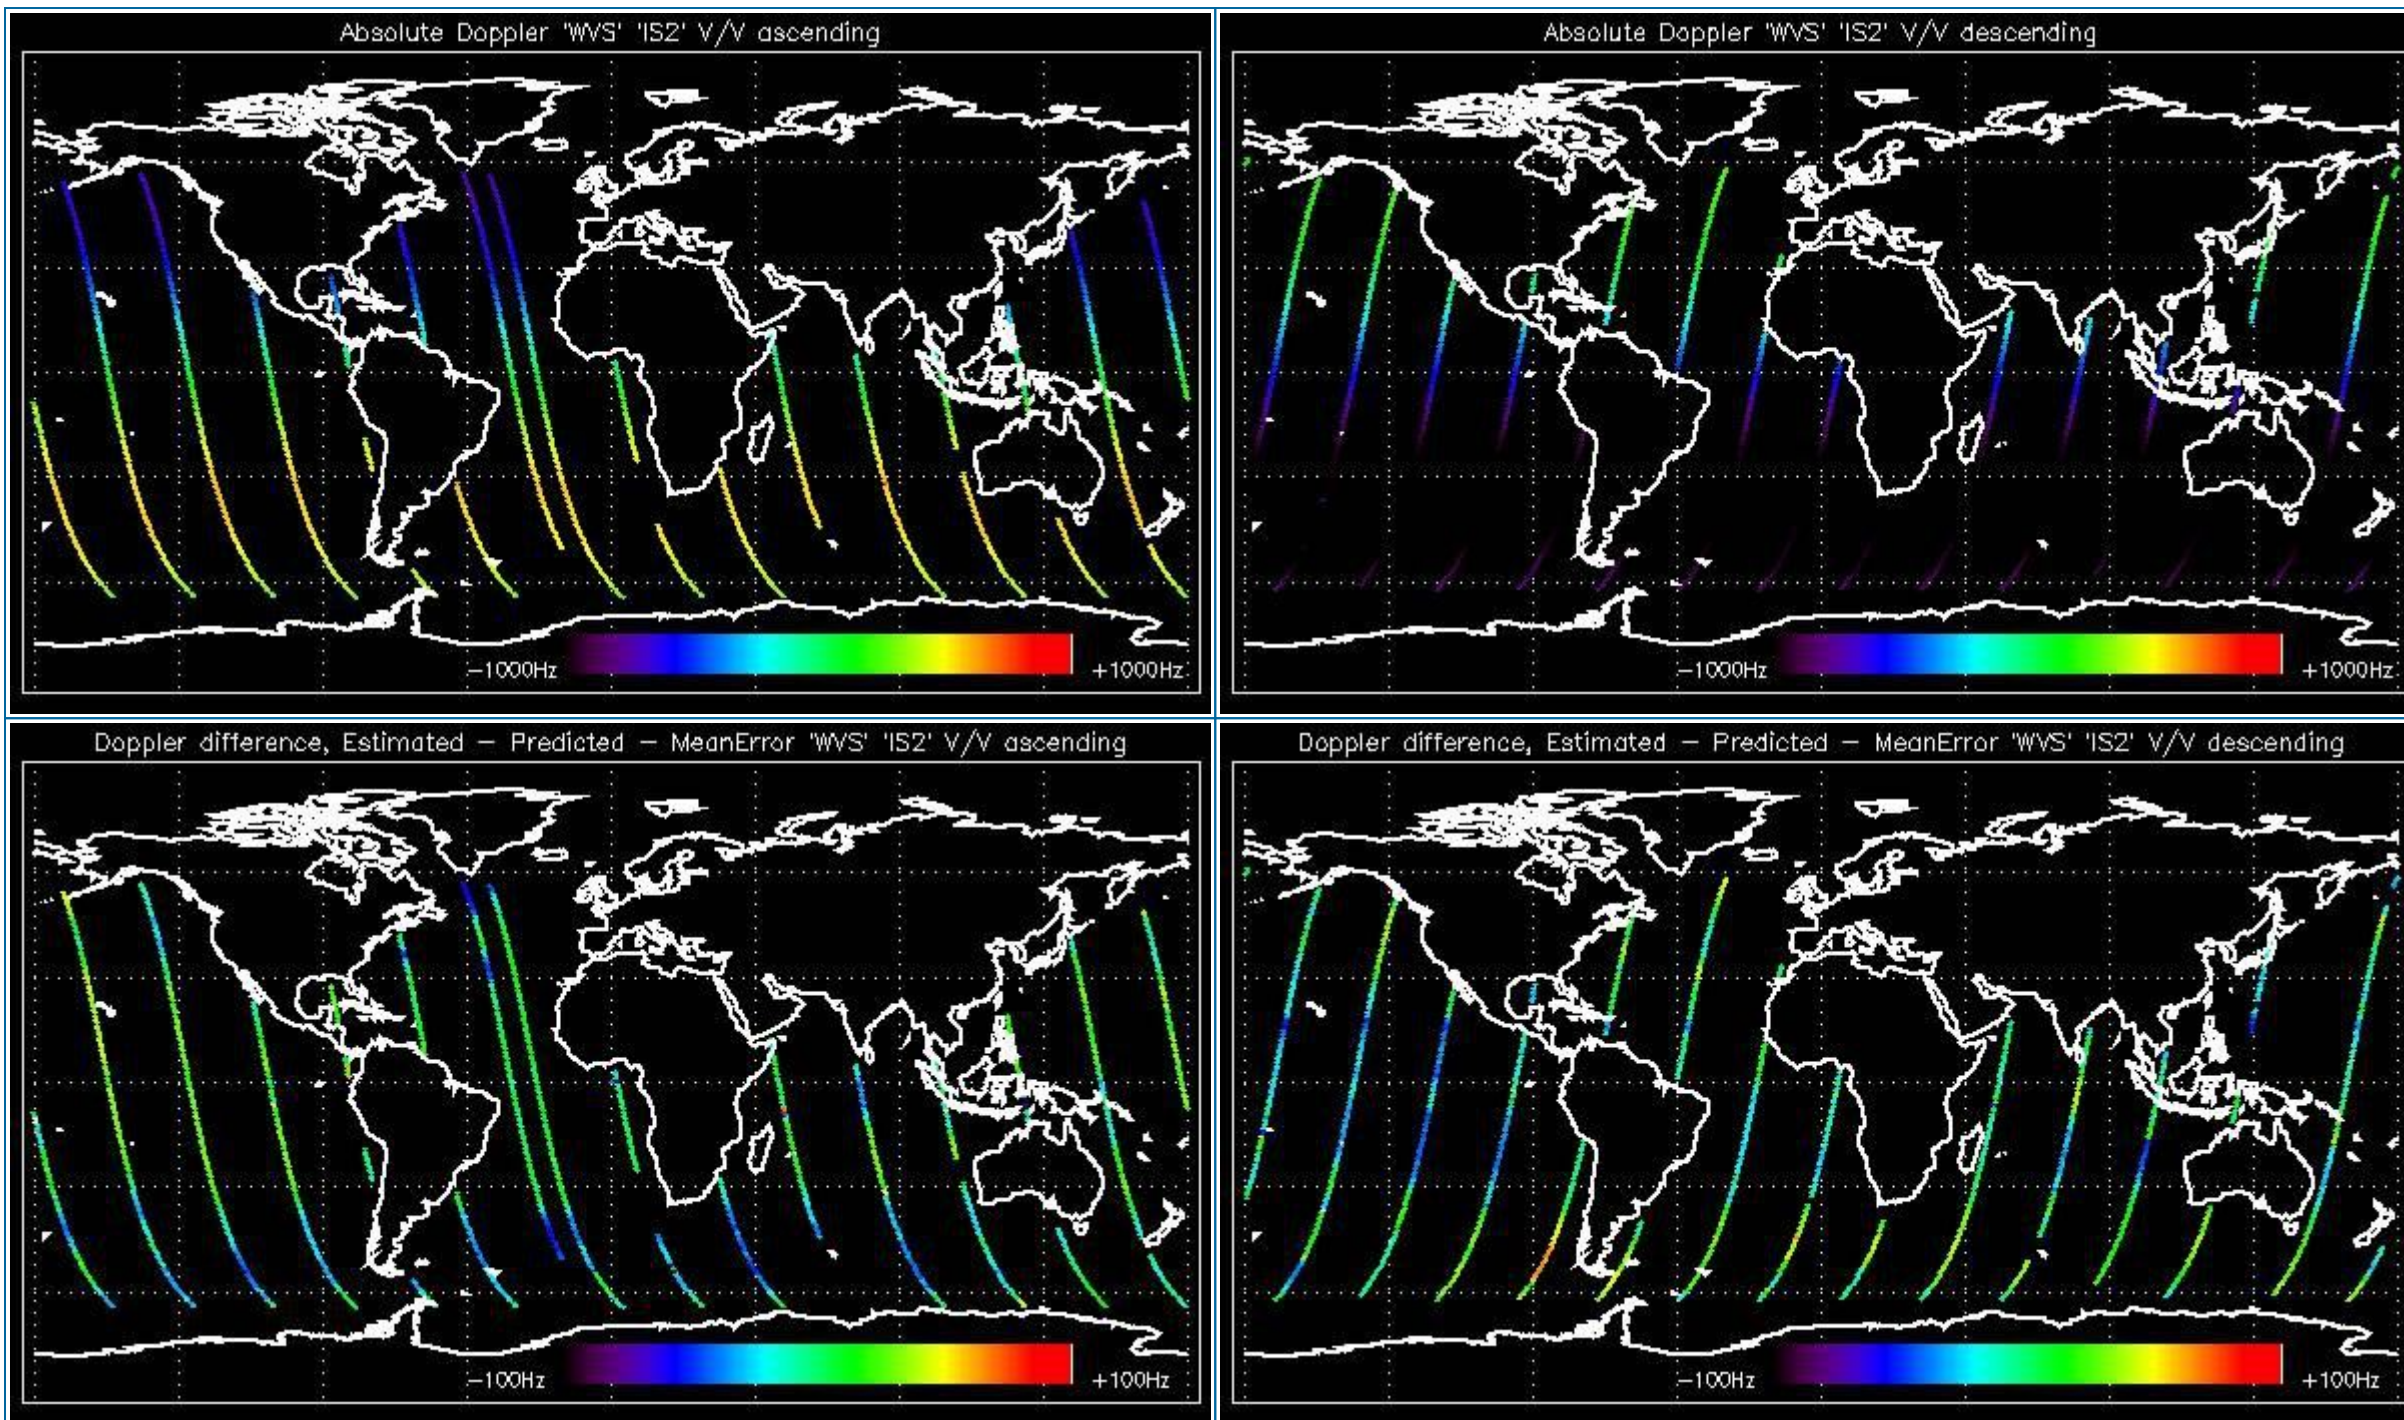 Absolute Doppler 'WVS' 'IS2' V/V ascending
-1000Hz
+1000Hz
Absolute Doppler 'WVS' 'IS2' V/V descending
-1000Hz
+1000Hz
Doppler difference, Estimated - Predicted - MeanError 'WVS' 'IS2' V/V ascending
-100Hz
+100Hz
Doppler difference, Estimated - Predicted - MeanError 'WVS' 'IS2' V/V descending
-100Hz
+100Hz